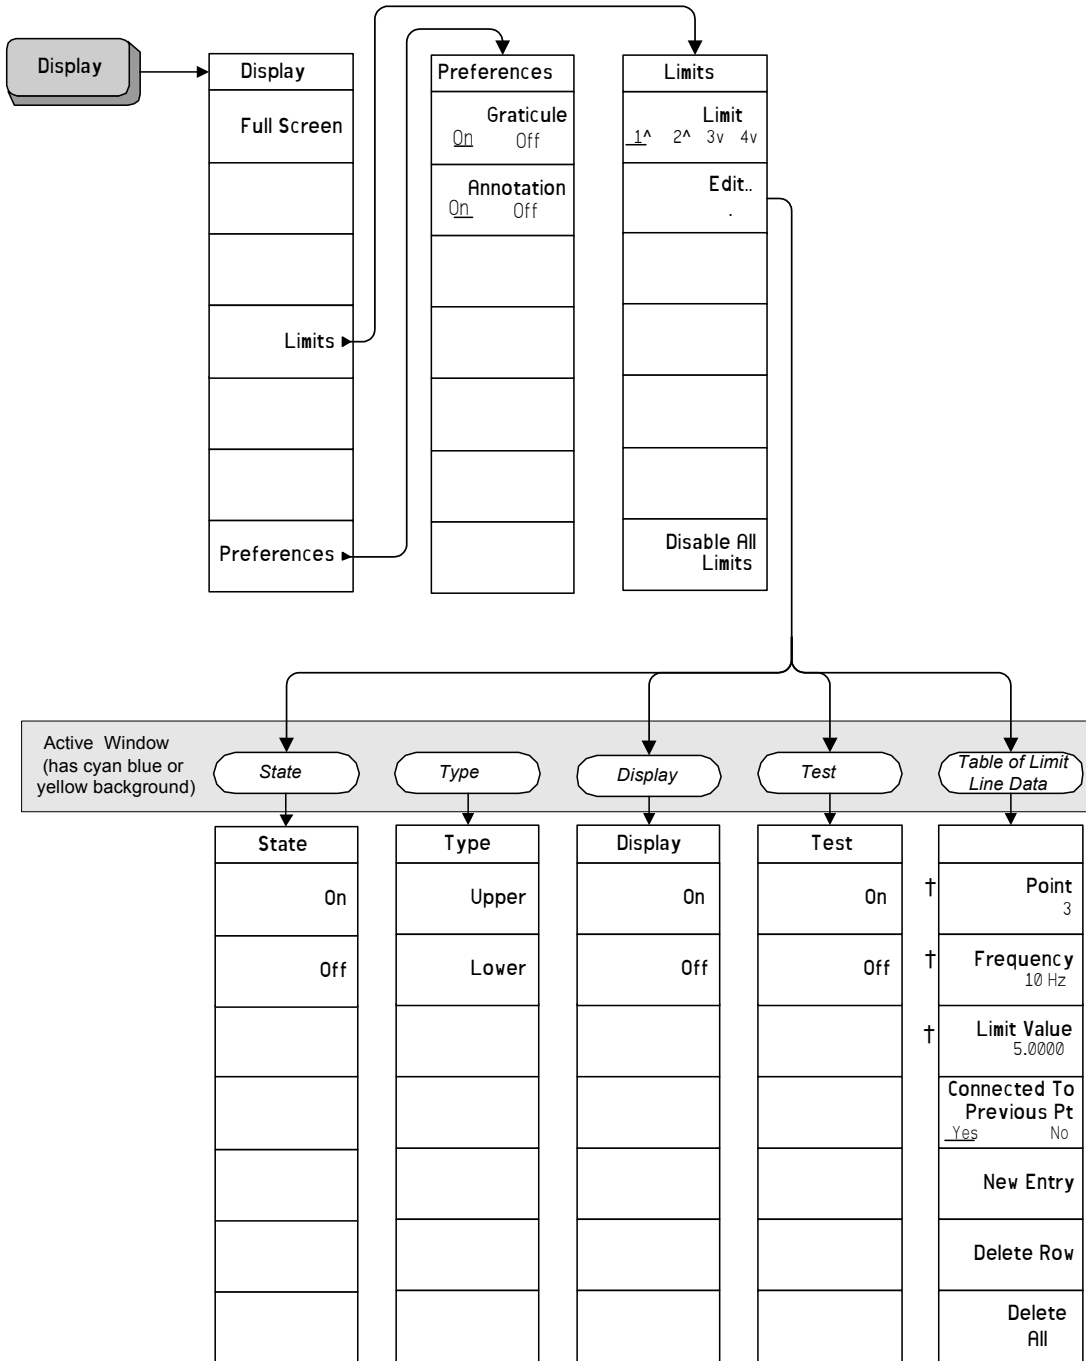 Display
Display
Full Screen
Limits
Preferences
Preferences
Graticule
On Off
Annotation
On Off
Limits
Limit
1^ 2^ 3v 4v
Edit..
.
Disable All
Limits
Active Window
(has cyan blue or
yellow background)
State
Type
Display
Test
Table of Limit
Line Data
State
On
Off
Type
Upper
Lower
Display
On
Off
Test
On
Off
† Point
3
† Frequency
10 Hz
† Limit Value
5.0000
Connected To
Previous Pt
Yes No
New Entry
Delete Row
Delete
All